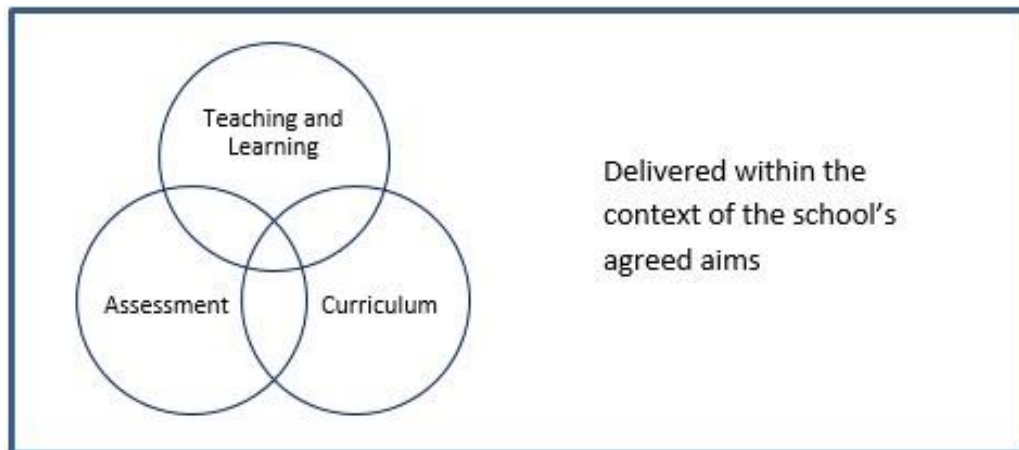 Teaching and
Learning
Assessment
Curriculum
Delivered within the
context of the school’s
agreed aims